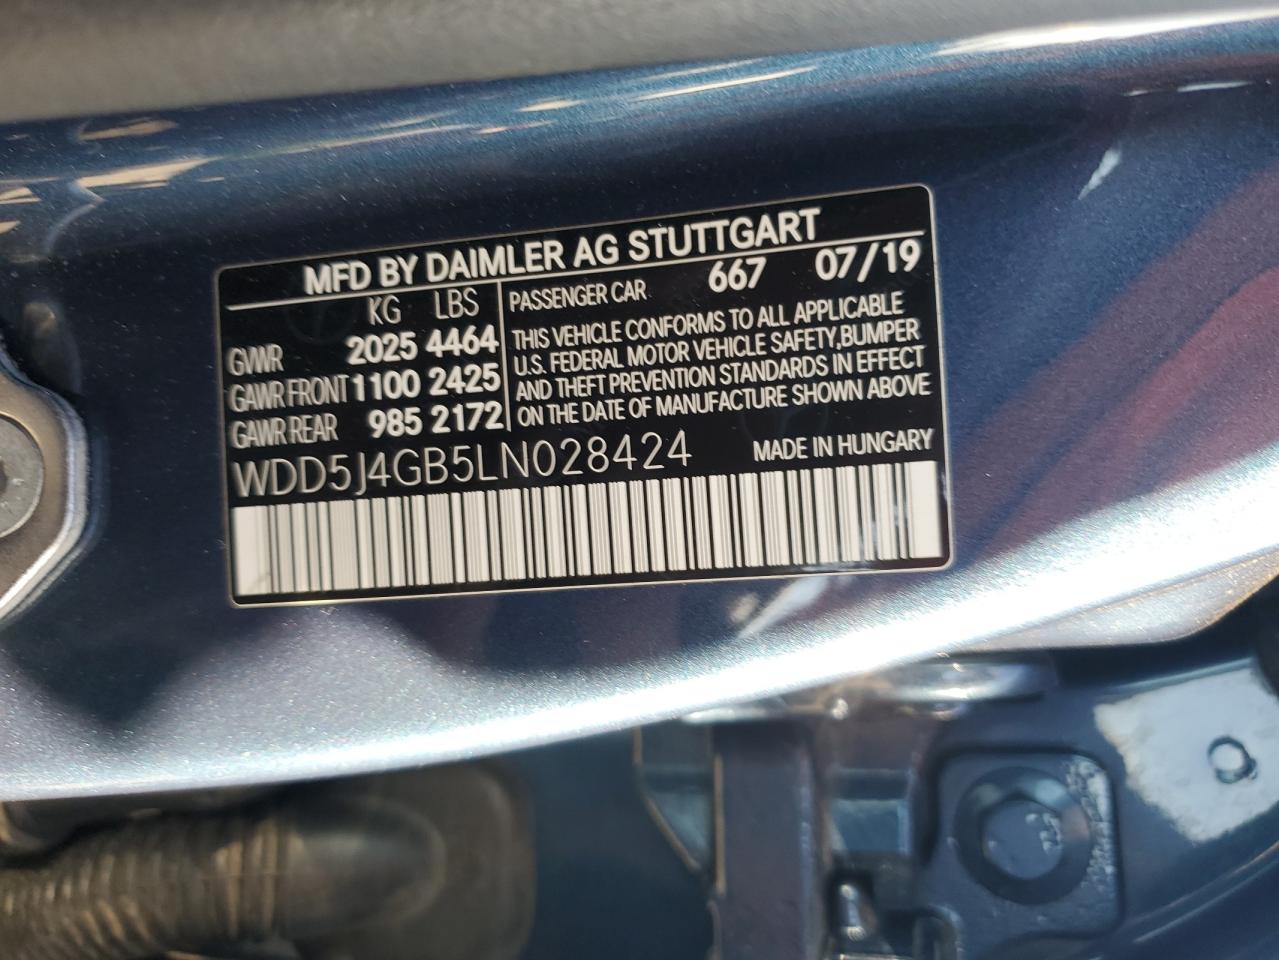 MFD BY DAIMLER AG STUTTGART
KG LBS PASSENGER CAR 667 07/19
GVWR 2025 4464
GAWR FRONT 1100 2425
GAWR REAR 985 2172
THIS VEHICLE CONFORMS TO ALL APPLICABLE
U.S. FEDERAL MOTOR VEHICLE SAFETY,BUMPER
AND THEFT PREVENTION STANDARDS IN EFFECT
ON THE DATE OF MANUFACTURE SHOWN ABOVE
WDD5J4GB5LN028424 MADE IN HUNGARY